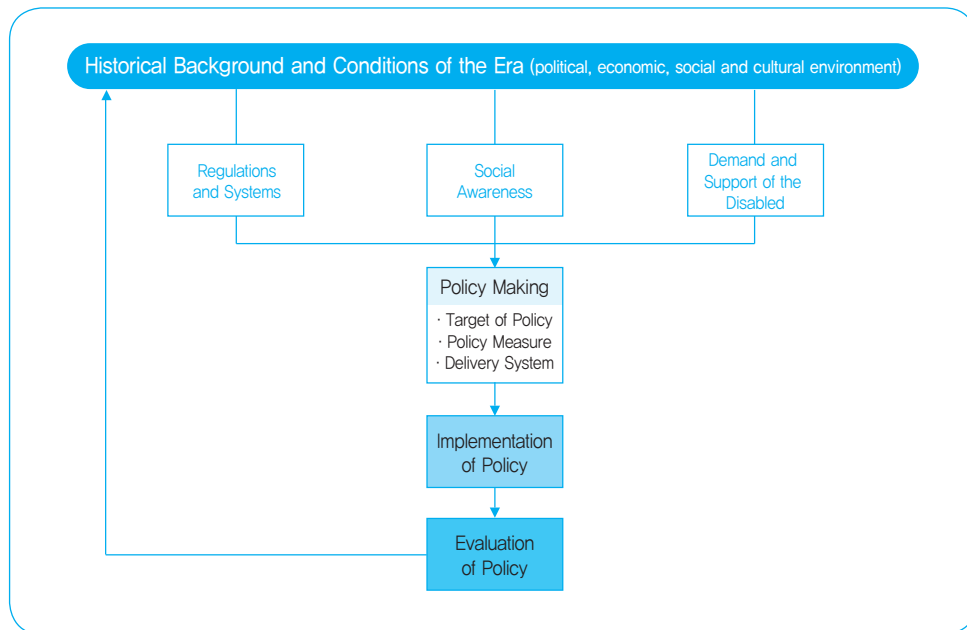 Historical Background and Conditions of the Era (political, economic, social and cultural environment)
Regulations
and Systems
Social
Awareness
Demand and
Support of the
Disabled
Policy Making
· Target of Policy
· Policy Measure
· Delivery System
Implementation
of Policy
Evaluation
of Policy